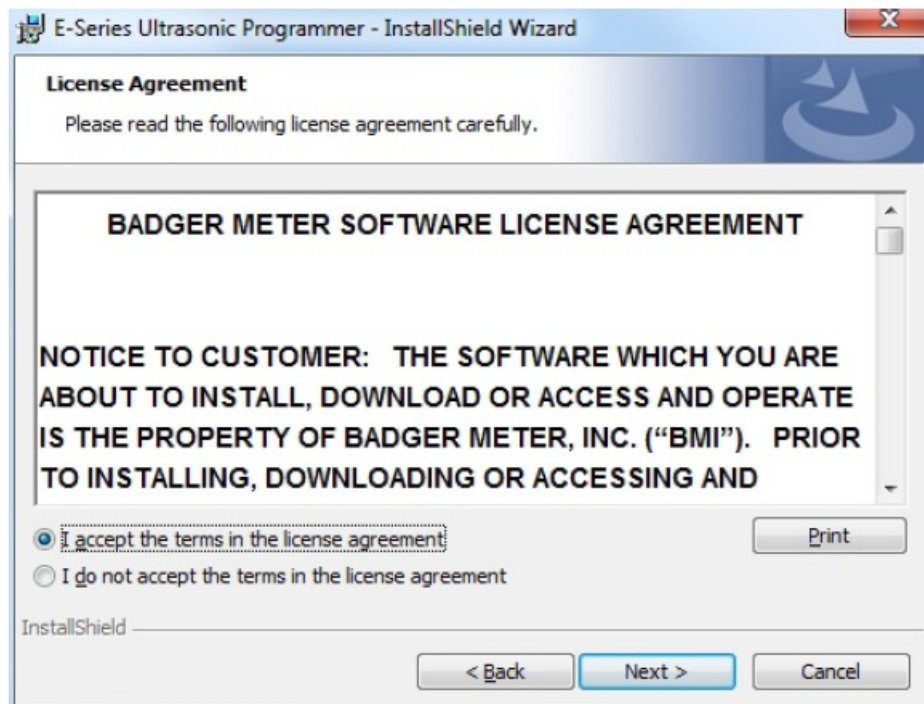 E-Series Ultrasonic Programmer - InstallShield Wizard
License Agreement
Please read the following license agreement carefully.
BADGER METER SOFTWARE LICENSE AGREEMENT
NOTICE TO CUSTOMER:   THE SOFTWARE WHICH YOU ARE
ABOUT TO INSTALL, DOWNLOAD OR ACCESS AND OPERATE
IS THE PROPERTY OF BADGER METER, INC. (“BMI”).   PRIOR
TO INSTALLING, DOWNLOADING OR ACCESSING AND
I accept the terms in the license agreement
Print
I do not accept the terms in the license agreement
InstallShield
< Back
Next >
Cancel